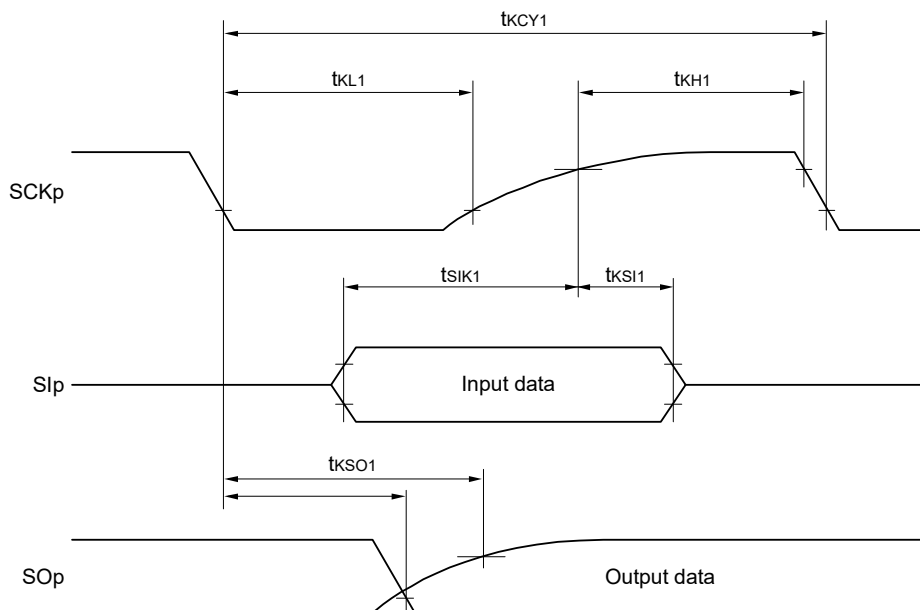 tKCY1
tKL1
tKH1
SCKp
tSIK1
tKSI1
SIp
Input data
tKSO1
SOp
Output data